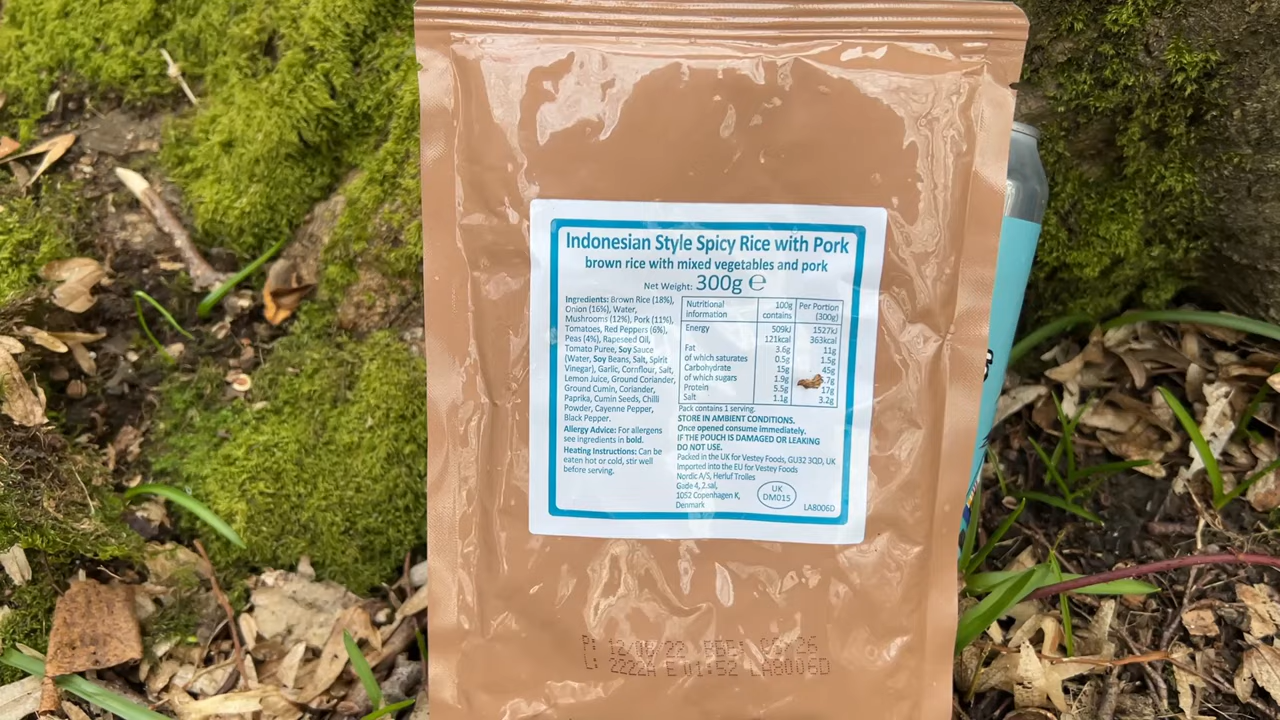 Indonesian Style Spicy Rice with Pork
brown rice with mixed vegetables and pork
Net Weight: 300g ℮
Ingredients: Brown Rice (18%),
Onion (16%), Water,
Mushrooms (12%), Pork (11%),
Tomatoes, Red Peppers (6%),
Peas (4%), Rapeseed Oil,
Tomato Puree, Soy Sauce
(Water, Soy Beans, Salt, Spirit
Vinegar), Garlic, Cornflour, Salt,
Lemon Juice, Ground Coriander,
Ground Cumin, Coriander,
Paprika, Cumin Seeds, Chilli
Powder, Cayenne Pepper,
Black Pepper.
Allergy Advice: For allergens
see ingredients in bold.
Heating Instructions: Can be
eaten hot or cold, stir well
before serving.
Nutritional Information 100g contains Per Portion (300g)
Energy 509kJ 1527kJ
121kcal 363kcal
Fat 3.6g 11g
of which saturates 0.5g 1.5g
Carbohydrate 15g 45g
of which sugars 1.9g .7g
Protein 5.5g 17g
Salt 1.1g 3.2g
Pack contains 1 serving.
STORE IN AMBIENT CONDITIONS.
Once opened consume immediately.
IF THE POUCH IS DAMAGED OR LEAKING
DO NOT USE.
Packed in the UK for Vestey Foods, GU32 3QD, UK
Imported into the EU for Vestey Foods
Nordic A/S, Herluf Trolles
Gade 4, 2.sal,
1052 Copenhagen K,
Denmark
UK
DM015
LA8006D
P: 22 26
L: 2222A E 01:52 LA8006D